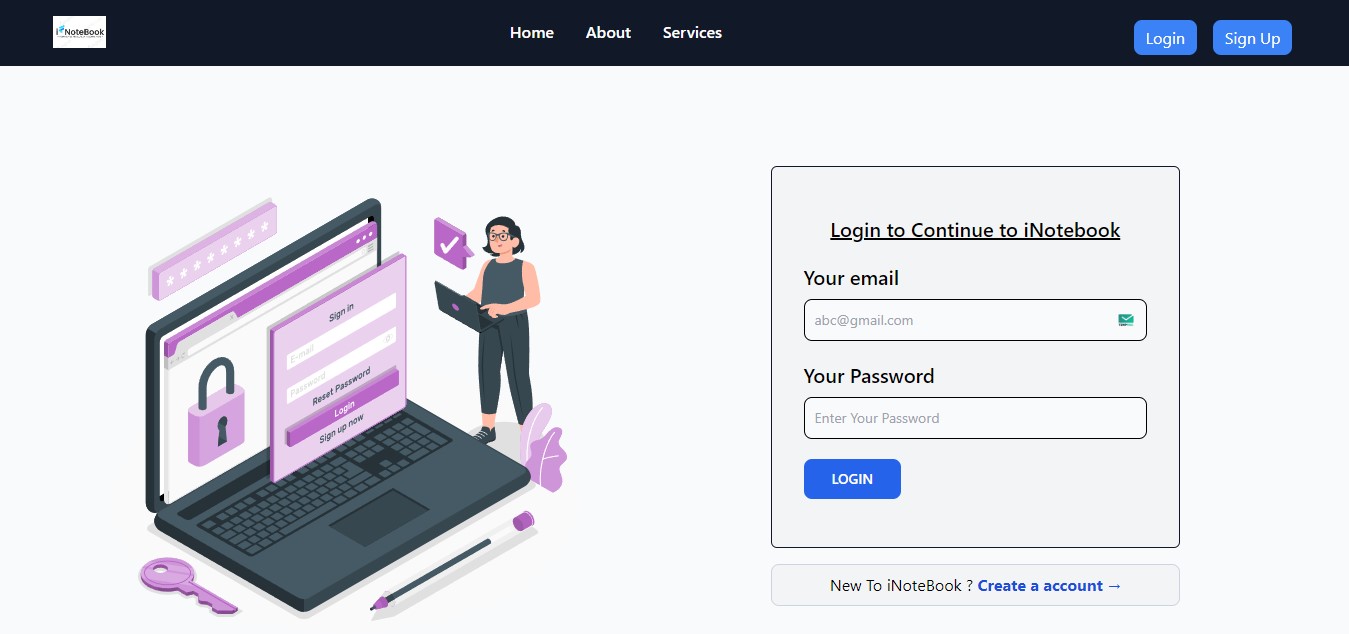 iNoteBook
Home About Services
Login Sign Up
* * * * * * * *
Sign in
E-mail
Password
Reset Password
Login
Sign up now
Login to Continue to iNotebook
Your email
abc@gmail.com
Your Password
Enter Your Password
LOGIN
New To iNoteBook ? Create a account →